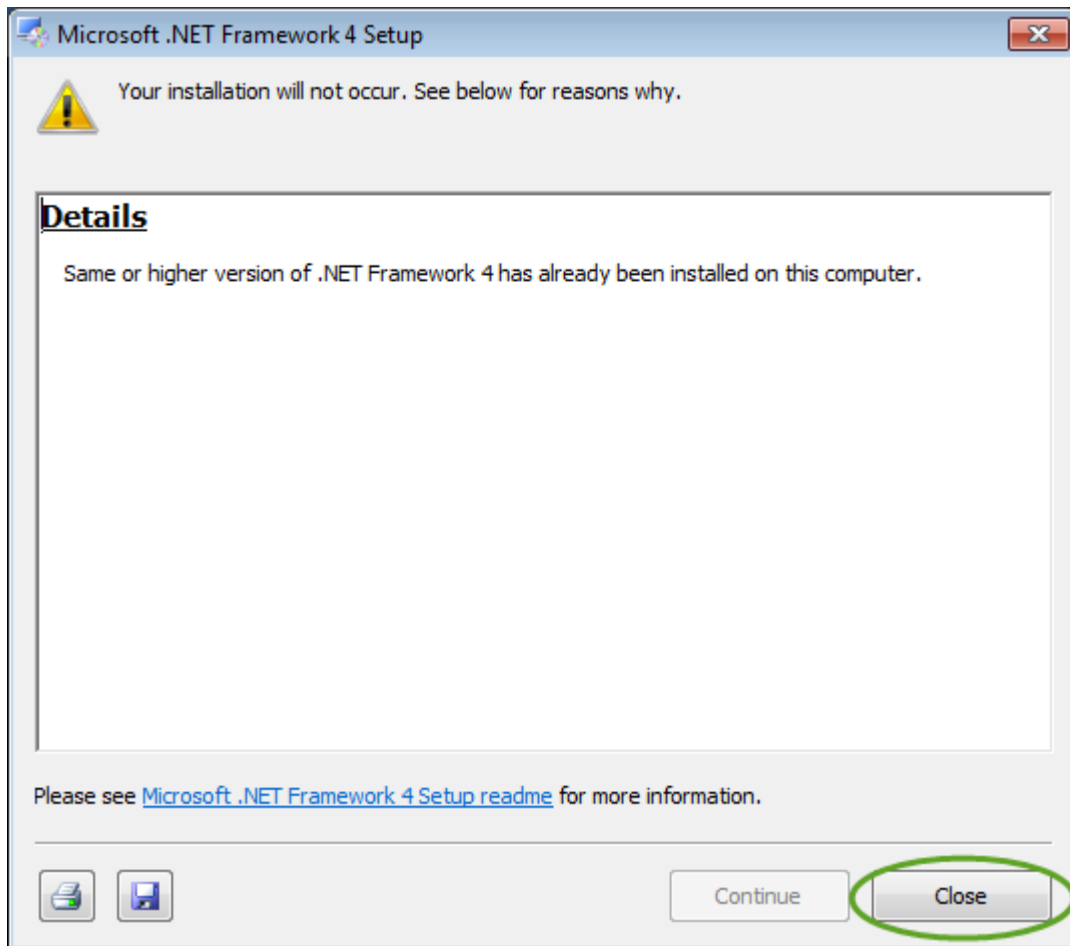 Microsoft .NET Framework 4 Setup
Your installation will not occur. See below for reasons why.
Details
Same or higher version of .NET Framework 4 has already been installed on this computer.
Please see Microsoft .NET Framework 4 Setup readme for more information.
Continue
Close